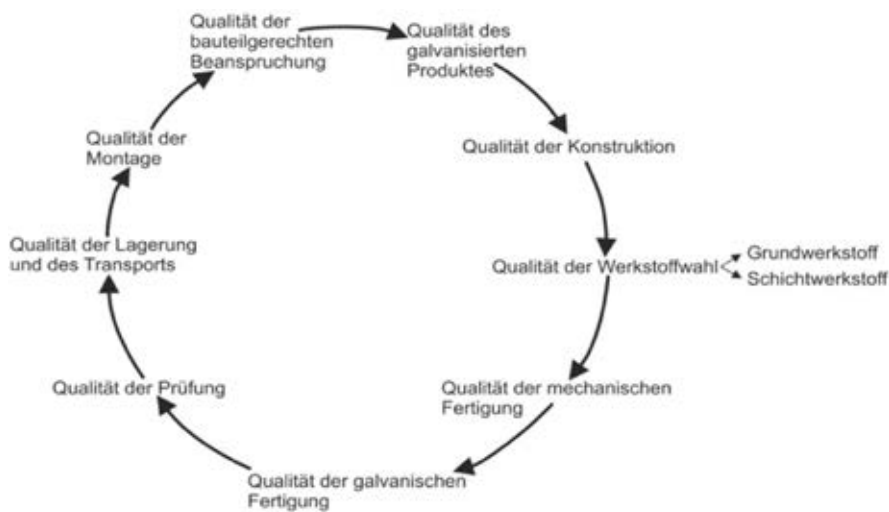 Qualität der
bauteilgerechten
Beanspruchung
Qualität des
galvanisierten
Produktes
Qualität der Konstruktion
Qualität der Werkstoffwahl
Grundwerkstoff
Schichtwerkstoff
Qualität der mechanischen
Fertigung
Qualität der galvanischen
Fertigung
Qualität der Prüfung
Qualität der Lagerung
und des Transports
Qualität der
Montage